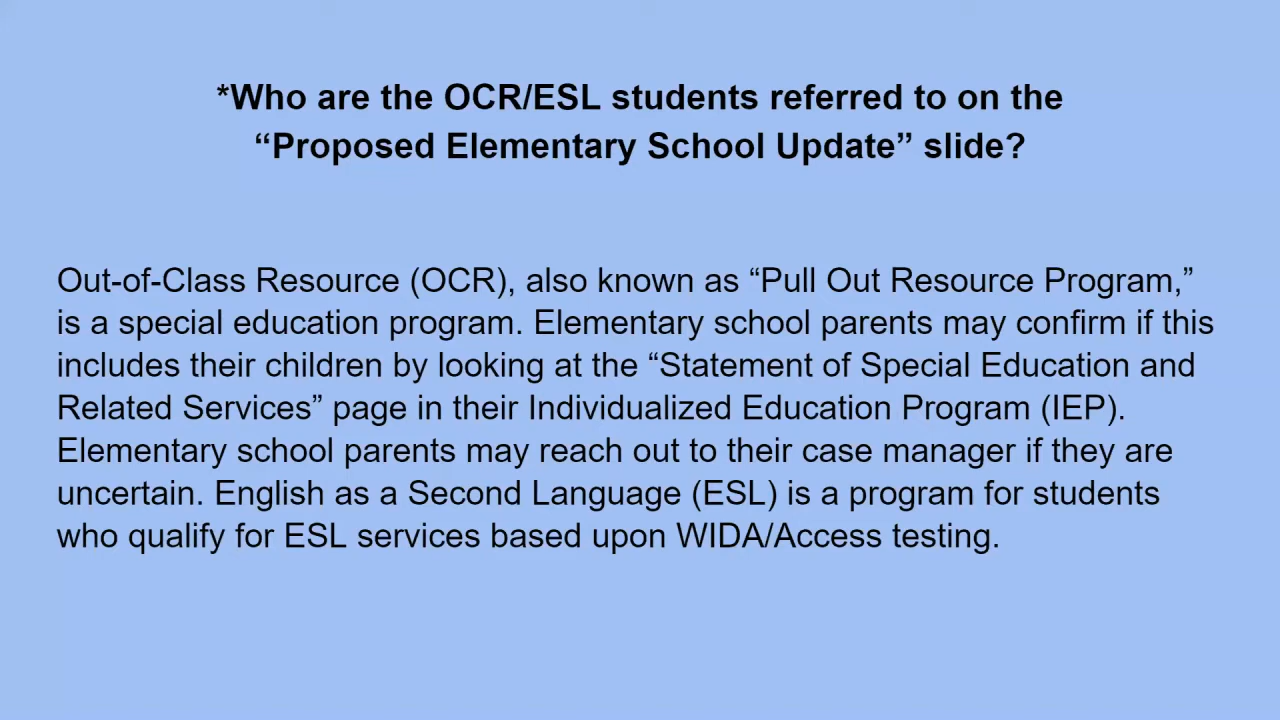 *Who are the OCR/ESL students referred to on the
“Proposed Elementary School Update” slide?
Out-of-Class Resource (OCR), also known as “Pull Out Resource Program,”
is a special education program. Elementary school parents may confirm if this
includes their children by looking at the “Statement of Special Education and
Related Services” page in their Individualized Education Program (IEP).
Elementary school parents may reach out to their case manager if they are
uncertain. English as a Second Language (ESL) is a program for students
who qualify for ESL services based upon WIDA/Access testing.